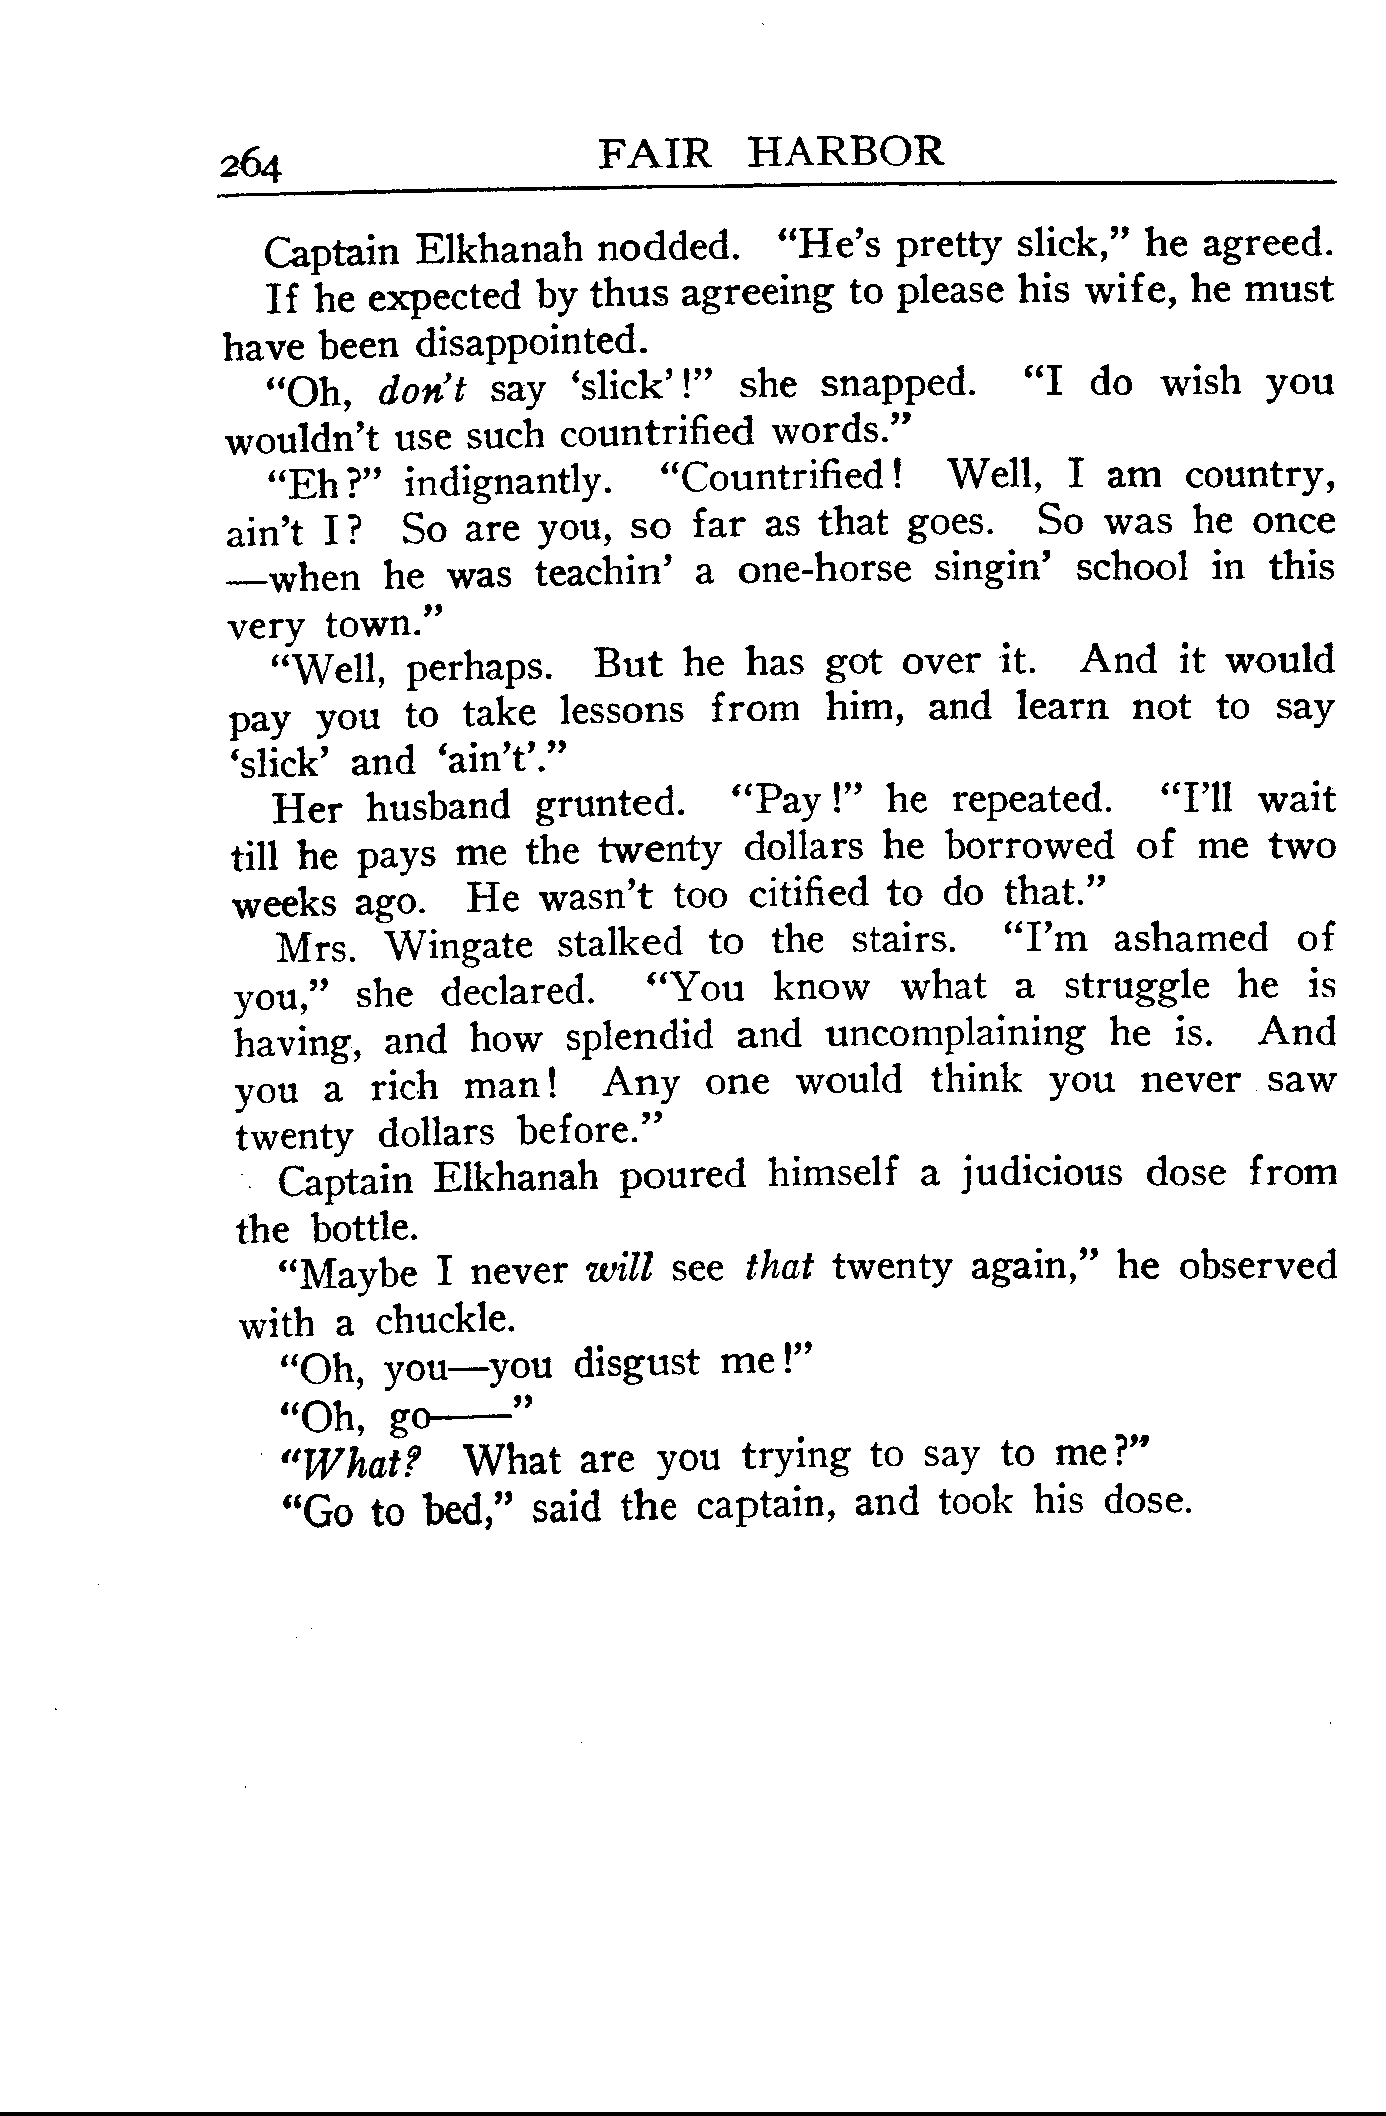 264 FAIR HARBOR
Captain Elkhanah nodded. “He’s pretty slick,” he agreed.
If he expected by thus agreeing to please his wife, he must
have been disappointed.
“Oh, don’t say ‘slick’!” she snapped. “I do wish you
wouldn’t use such countrified words.”
“Eh?” indignantly. “Countrified! Well, I am country,
ain’t I? So are you, so far as that goes. So was he once
—when he was teachin’ a one-horse singin’ school in this
very town.”
“Well, perhaps. But he has got over it. And it would
pay you to take lessons from him, and learn not to say
‘slick’ and ‘ain’t’.”
Her husband grunted. “Pay!” he repeated. “I’ll wait
till he pays me the twenty dollars he borrowed of me two
weeks ago. He wasn’t too citified to do that.”
Mrs. Wingate stalked to the stairs. “I’m ashamed of
you,” she declared. “You know what a struggle he is
having, and how splendid and uncomplaining he is. And
you a rich man! Any one would think you never saw
twenty dollars before.”
Captain Elkhanah poured himself a judicious dose from
the bottle.
“Maybe I never will see that twenty again,” he observed
with a chuckle.
“Oh, you—you disgust me!”
“Oh, go——”
“What? What are you trying to say to me?”
“Go to bed,” said the captain, and took his dose.